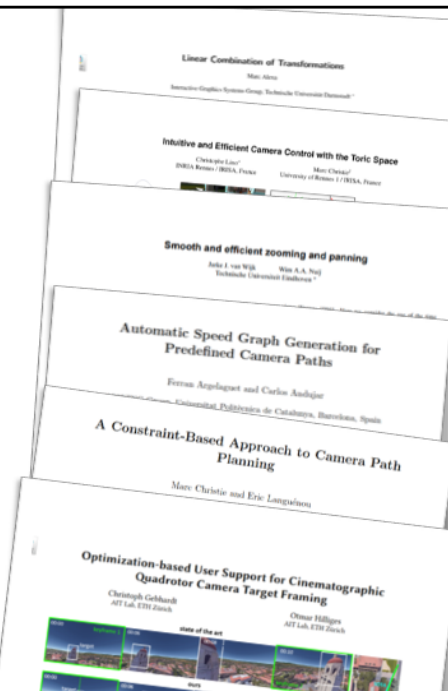 Linear Combination of Transformations
Marc Alexa
Interactive Graphics Systems Group, Technische Universität Darmstadt
Intuitive and Efficient Camera Control with the Toric Space
Christophe Lino Marc Christie
INRIA Rennes / IRISA, France University of Rennes 1 / IRISA, France
Smooth and efficient zooming and panning
Jarke J. van Wijk Wim A.A. Nuij
Technische Universiteit Eindhoven
Automatic Speed Graph Generation for
Predefined Camera Paths
Ferran Argelaguet and Carlos Andujar
Universitat Politècnica de Catalunya, Barcelona, Spain
A Constraint-Based Approach to Camera Path
Planning
Marc Christie and Eric Languénou
Optimization-based User Support for Cinematographic
Quadrotor Camera Target Framing
Christoph Gebhardt Otmar Hilliges
AIT Lab, ETH Zürich AIT Lab, ETH Zürich
state of the art
target
ours